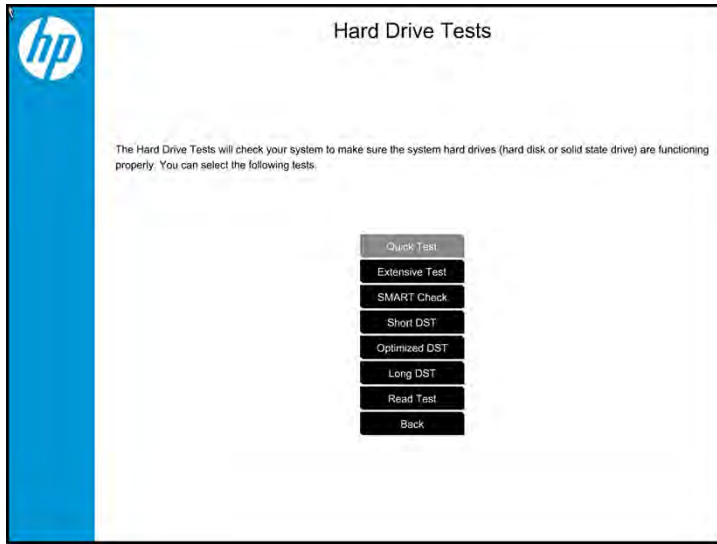 hp
Hard Drive Tests
The Hard Drive Tests will check your system to make sure the system hard drives (hard disk or solid state drive) are functioning
properly. You can select the following tests.
Quick Test
Extensive Test
SMART Check
Short DST
Optimized DST
Long DST
Read Test
Back